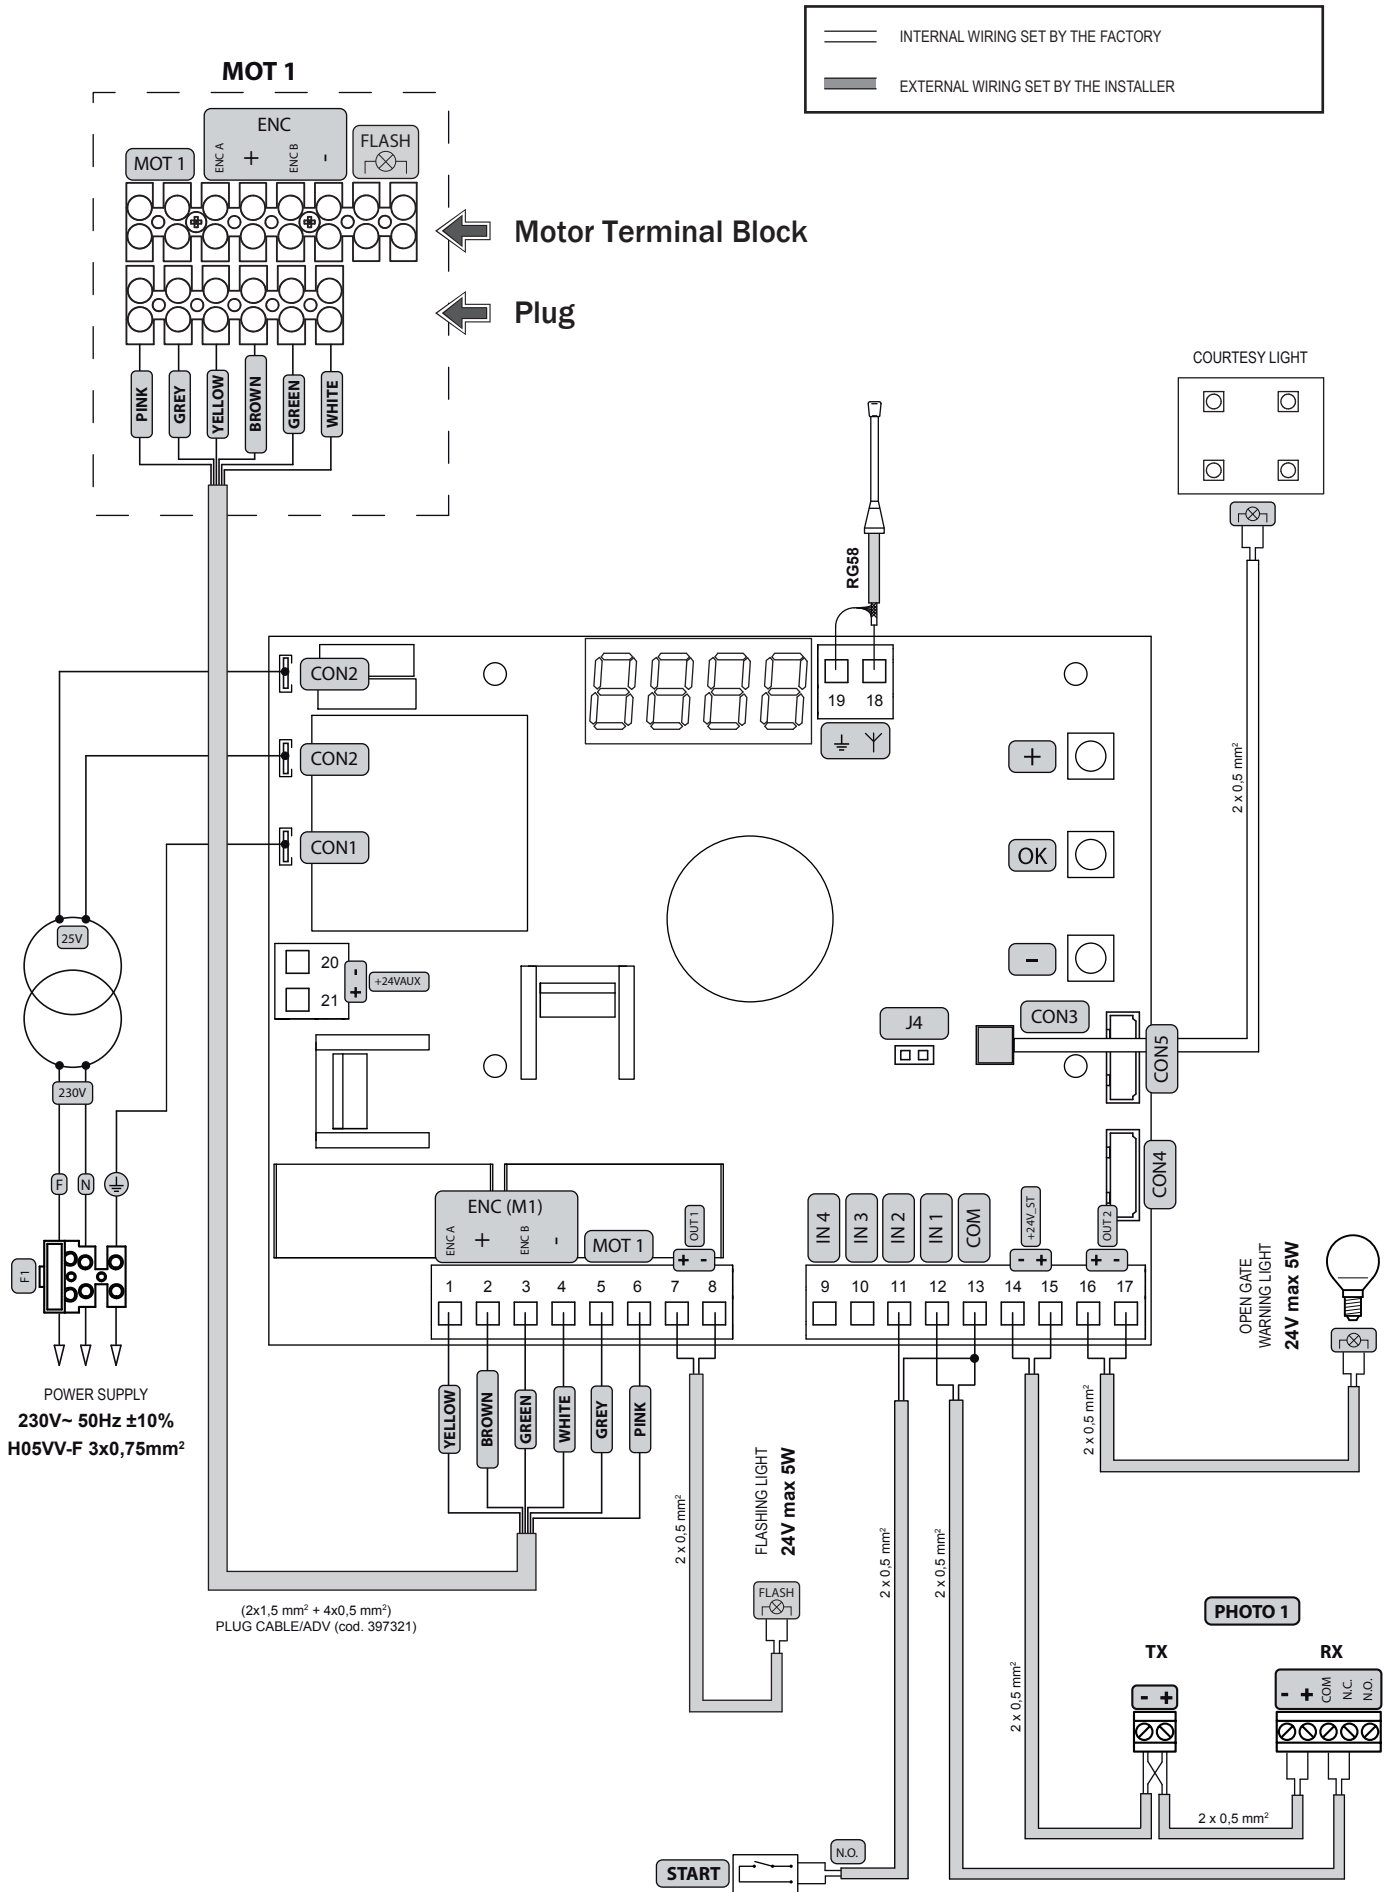 INTERNAL WIRING SET BY THE FACTORY
EXTERNAL WIRING SET BY THE INSTALLER
MOT 1
ENC
FLASH
MOT 1
ENC A
+
ENC B
-
Motor Terminal Block
Plug
PINK
GREY
YELLOW
BROWN
GREEN
WHITE
COURTESY LIGHT
RG58
CON2
19
18
CON2
+
2 x 0,5 mm²
CON1
OK
25V
20
-
+24VAUX
21
+
-
J4
CON3
CON5
230V
CON4
F
N
ENC (M1)
ENC A
+
ENC B
-
MOT 1
OUT 1
+ -
IN 4
IN 3
IN 2
IN 1
COM
+24V_ST
- +
OUT 2
+ -
F1
1
2
3
4
5
6
7
8
9
10
11
12
13
14
15
16
17
OPEN GATE
WARNING LIGHT
24V max 5W
POWER SUPPLY
230V~ 50Hz ±10%
H05VV-F 3x0,75mm²
YELLOW
BROWN
GREEN
WHITE
GREY
PINK
2 x 0,5 mm²
FLASHING LIGHT
24V max 5W
2 x 0,5 mm²
2 x 0,5 mm²
2 x 0,5 mm²
FLASH
(2x1,5 mm² + 4x0,5 mm²)
PLUG CABLE/ADV (cod. 397321)
PHOTO 1
TX
RX
2 x 0,5 mm²
- +
-
+
COM
N.C.
N.O.
2 x 0,5 mm²
START
N.O.